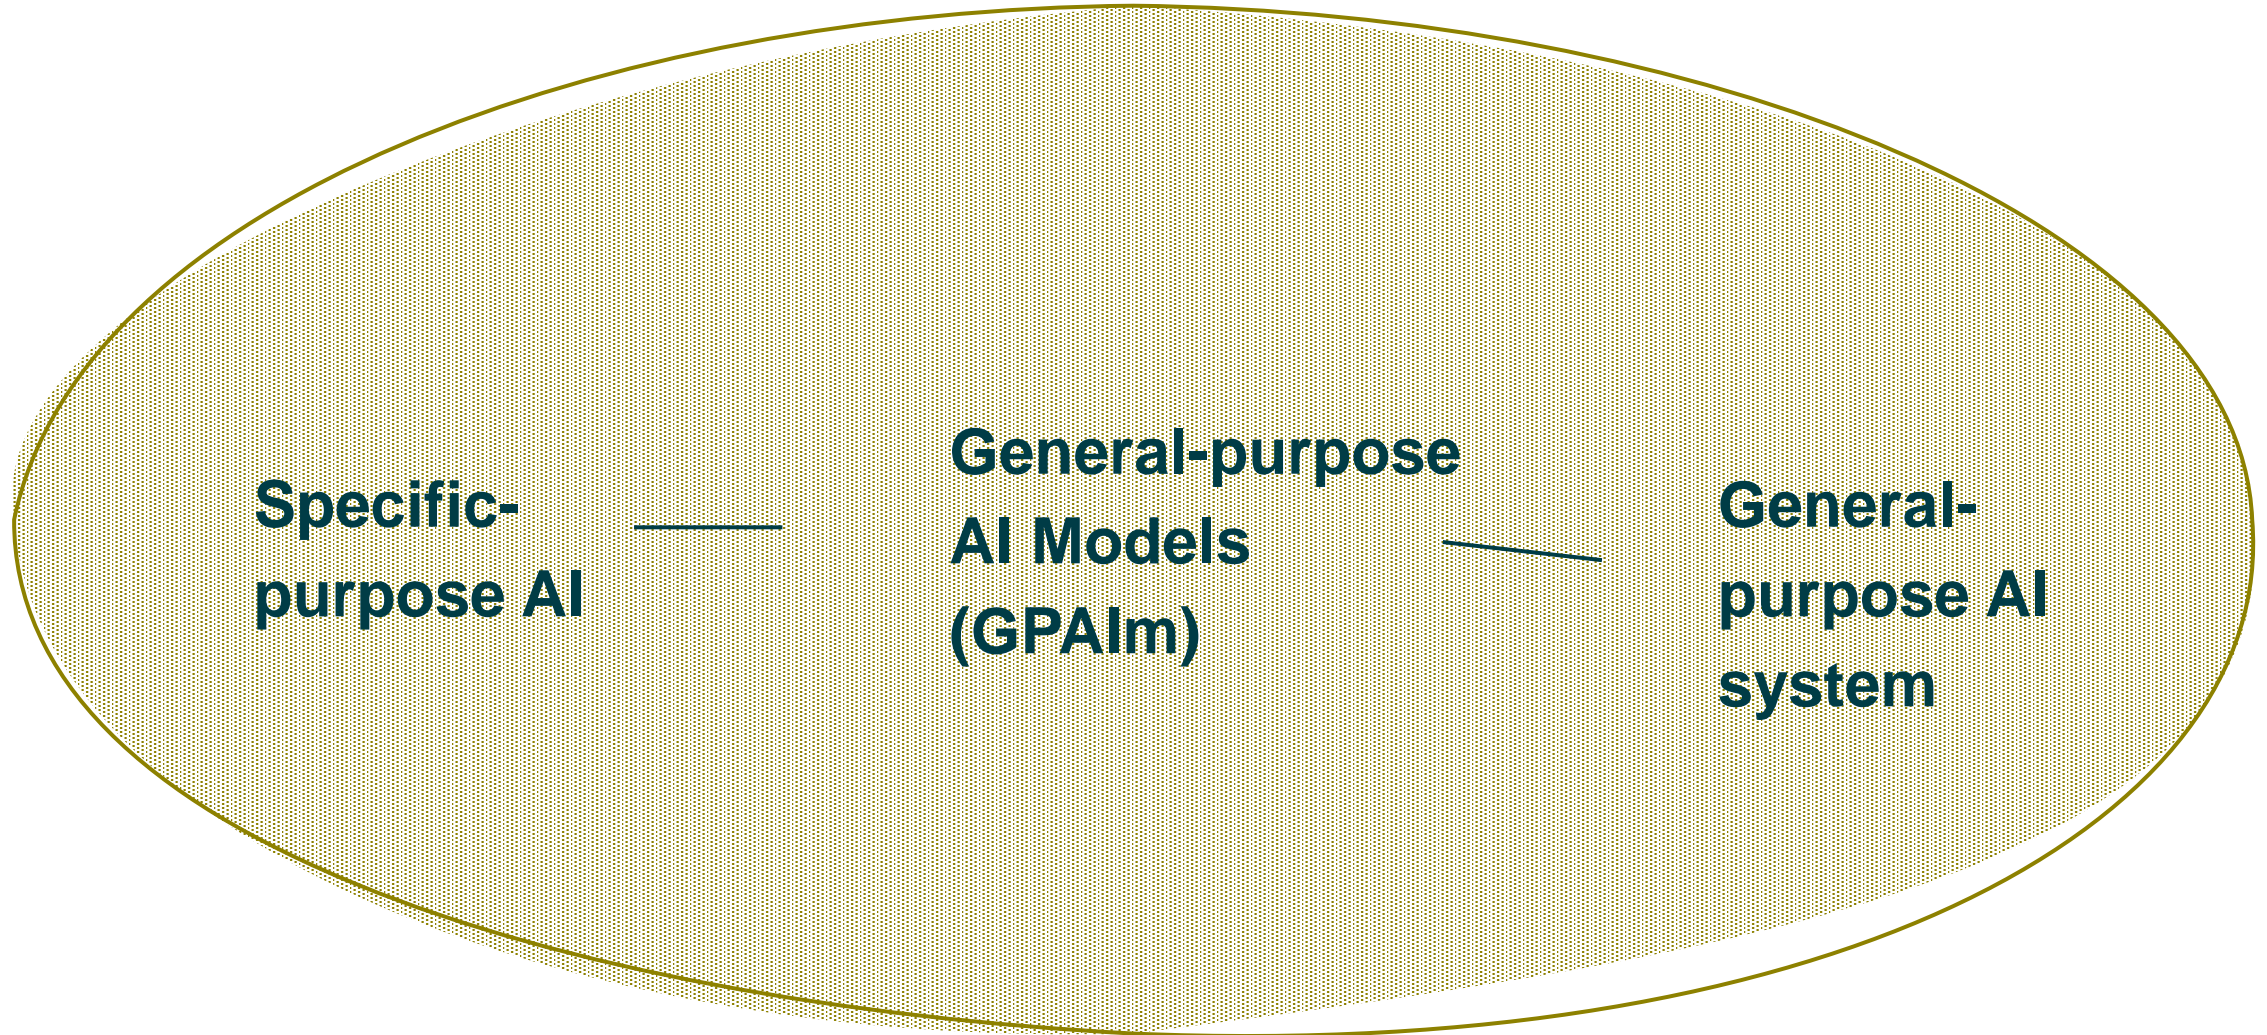 Specific-
purpose AI
General-purpose
AI Models
(GPAIm)
General-
purpose AI
system